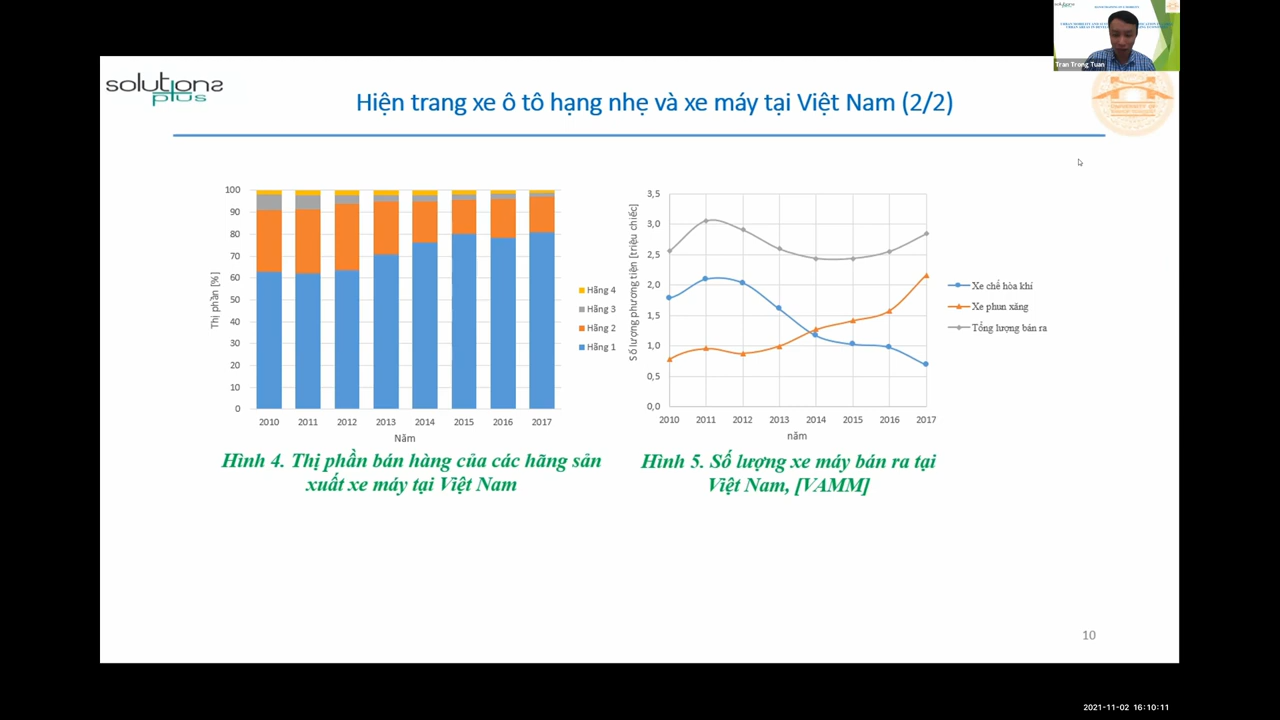 Tran Trong Tuan
solutions
plus
Hiện trang xe ô tô hạng nhẹ và xe máy tại Việt Nam (2/2)
Thị phần [%]
100
90
80
70
60
50
40
30
20
10
0
2010 2011 2012 2013 2014 2015 2016 2017
Năm
Hãng 4
Hãng 3
Hãng 2
Hãng 1
Hình 4. Thị phần bán hàng của các hãng sản
xuất xe máy tại Việt Nam
Số lượng phương tiện [triệu chiếc]
3,5
3,0
2,5
2,0
1,5
1,0
0,5
0,0
2010 2011 2012 2013 2014 2015 2016 2017
năm
Xe chế hòa khí
Xe phun xăng
Tổng lượng bán ra
Hình 5. Số lượng xe máy bán ra tại
Việt Nam, [VAMM]
10
2021-11-02 16:10:11